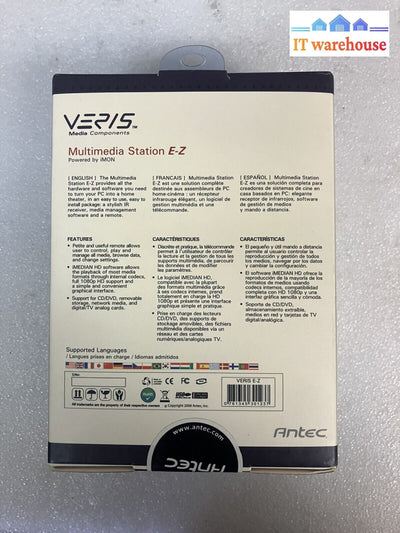 IT warehouse
VERIS™
Media Components
Multimedia Station E-Z
Powered by iMON
[ ENGLISH ] The Multimedia
Station E-Z provides all the
hardware and software you need
to turn your PC into a home
theater, in an easy to use, easy to
install package: a stylish IR
receiver, media management
software and a remote.
[ FRANCAIS ] Multimedia Station
E-Z est une solution complète
destinée aux assembleurs de PC
home-cinéma : un récepteur
infrarouge élégant, un logiciel de
gestion multimédia et une
télécommande.
[ ESPAÑOL ] Multimedia Station
E-Z es una solución completa para
creadores de sistemas de cine en
casa basados en PC: elegante
receptor de infrarrojos, software
de gestión de medios
y mando a distancia.
FEATURES
• Petite and useful remote allows
user to control, play and
manage all media, browse data,
and change settings.
• iMEDIAN HD software allows
the playback of most media
formats through internal codecs,
full 1080p HD support and
a simple and convenient
graphical interface.
• Support for CD/DVD, removable
storage, network media, and
digital/TV analog cards.
CARACTÉRISTIQUES
• Discrète et pratique, la télécommande
permet à l'utilisateur de contrôler
la lecture et la gestion de tous
les supports multimédia, de parcourir
les données et de modifier
les paramètres.
• Le logiciel iMEDIAN HD,
compatible avec la plupart
des formats multimédia grâce
à ses codecs internes, prend
totalement en charge la HD
1080p et présente une interface
graphique simple et pratique.
• Prise en charge des lecteurs
CD/DVD, des supports de
stockage amovibles, des fichiers
multimédia disponibles via un
réseau et des cartes
numériques/analogiques TV.
CARACTERÍSTICAS
• El pequeño y útil mando a distancia
permite al usuario controlar la
reproducción y gestión de todos
los medios, navegar por los datos y
cambiar la configuración.
• El software iMEDIAN HD ofrece la
reproducción de la mayoría de los
formatos de medios usando
codecs internos, compatibilidad
completa con HD 1080p y una
interfaz gráfica sencilla y cómoda.
• Soporte de CD/DVD,
almacenamiento extraíble,
medios en red y tarjetas de TV
digital/analógica.
Supported Languages
/ Langues prises en charge / Idiomas admitidos
S/No:
VERIS E-Z
All trademarks are the property of their respective owners.
© Copyright 2008 Antec, Inc.
www.antec.com
Antec
Antec